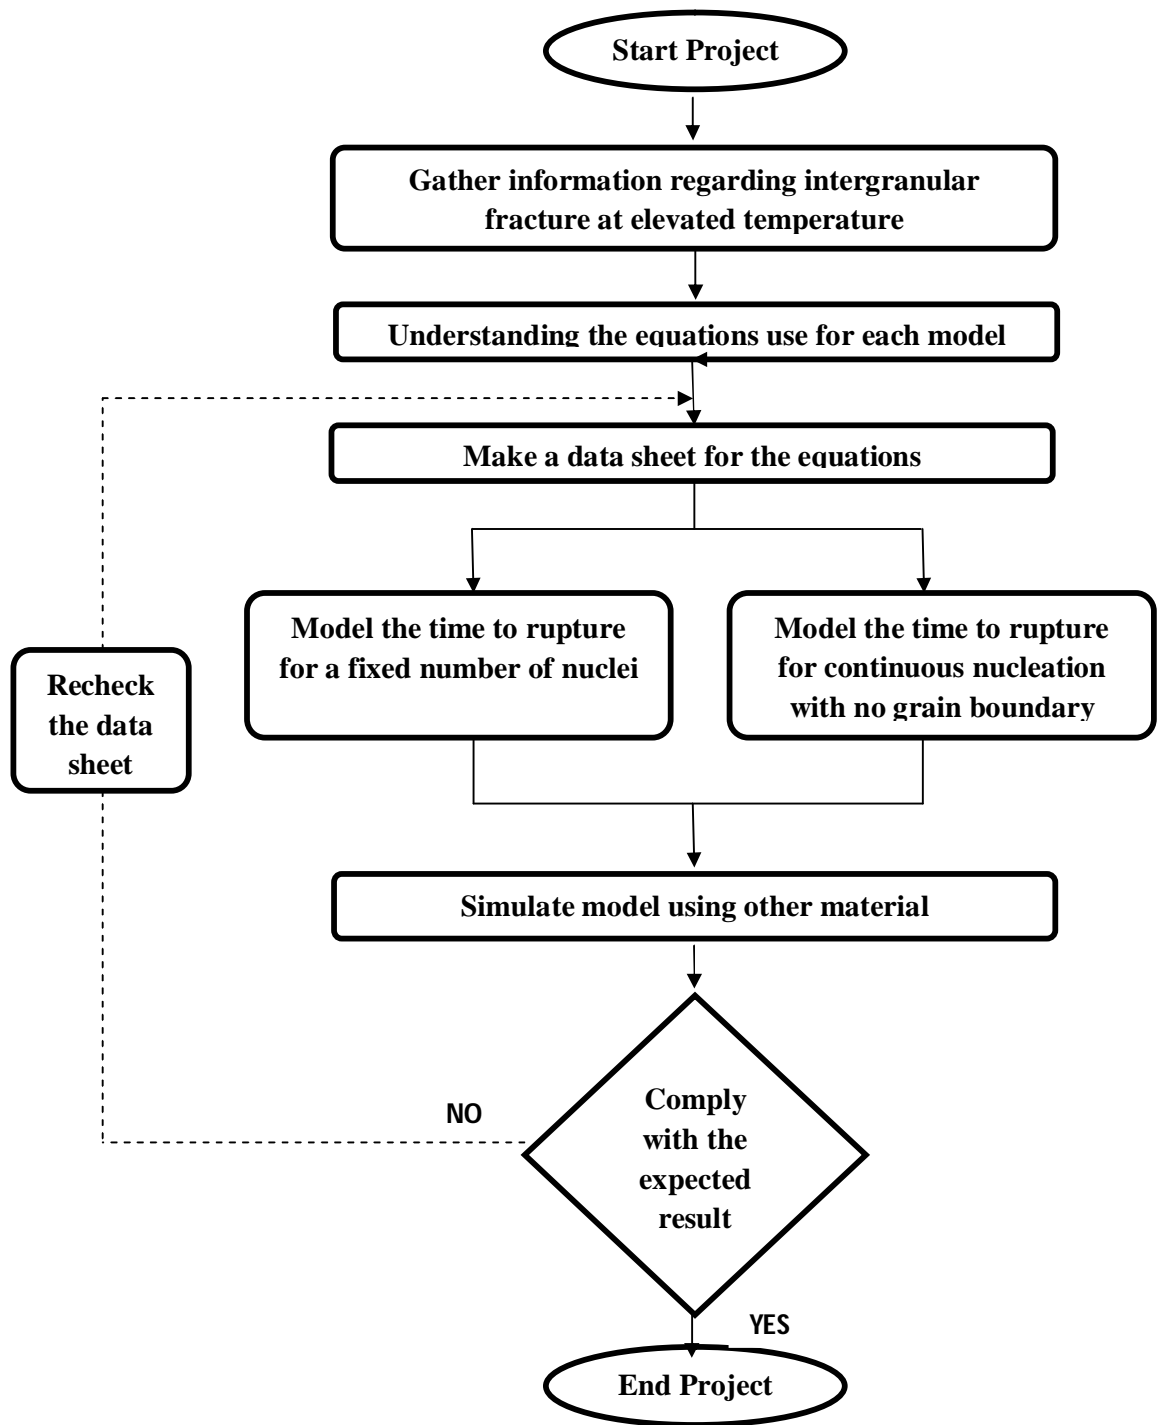 Start Project
Gather information regarding intergranular
fracture at elevated temperature
Understanding the equations use for each model
Make a data sheet for the equations
Model the time to rupture
for a fixed number of nuclei
Model the time to rupture
for continuous nucleation
with no grain boundary
Recheck
the data
sheet
Simulate model using other material
Comply
with the
expected
result
NO
YES
End Project